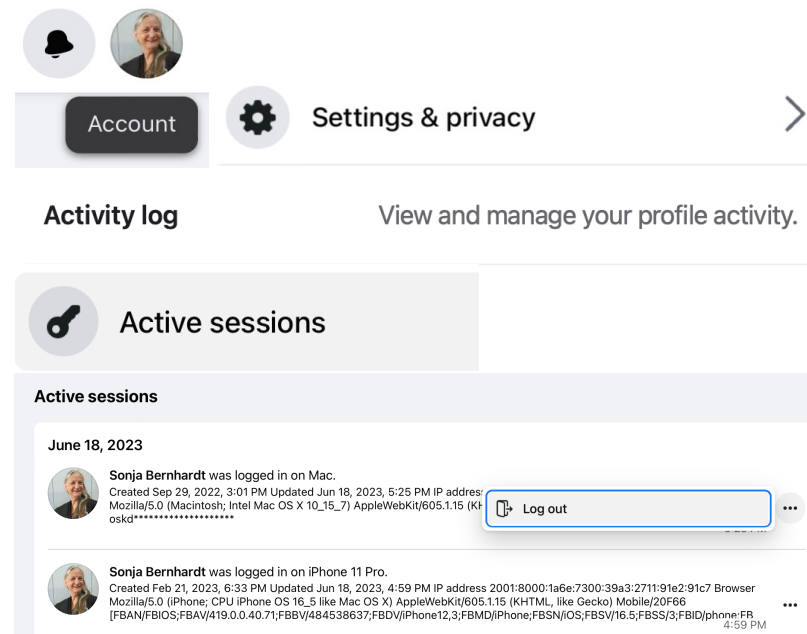 Account
Settings & privacy
Activity log
View and manage your profile activity.
Active sessions
Active sessions
June 18, 2023
Sonja Bernhardt was logged in on Mac.
Created Sep 29, 2022, 3:01 PM Updated Jun 18, 2023, 5:25 PM IP address
Mozilla/5.0 (Macintosh; Intel Mac OS X 10_15_7) AppleWebKit/605.1.15 (KH
oskd********************
Log out
Sonja Bernhardt was logged in on iPhone 11 Pro.
Created Feb 21, 2023, 6:33 PM Updated Jun 18, 2023, 4:59 PM IP address 2001:8000:1a6e:7300:39a3:2711:91e2:91c7 Browser
Mozilla/5.0 (iPhone; CPU iPhone OS 16_5 like Mac OS X) AppleWebKit/605.1.15 (KHTML, like Gecko) Mobile/20F66
[FBAN/FBIOS;FBAV/419.0.0.40.71;FBBV/484538637;FBDV/iPhone12,3;FBMD/iPhone;FBSN/iOS;FBSV/16.5;FBSS/3;FBID/phone;FB
4:59 PM